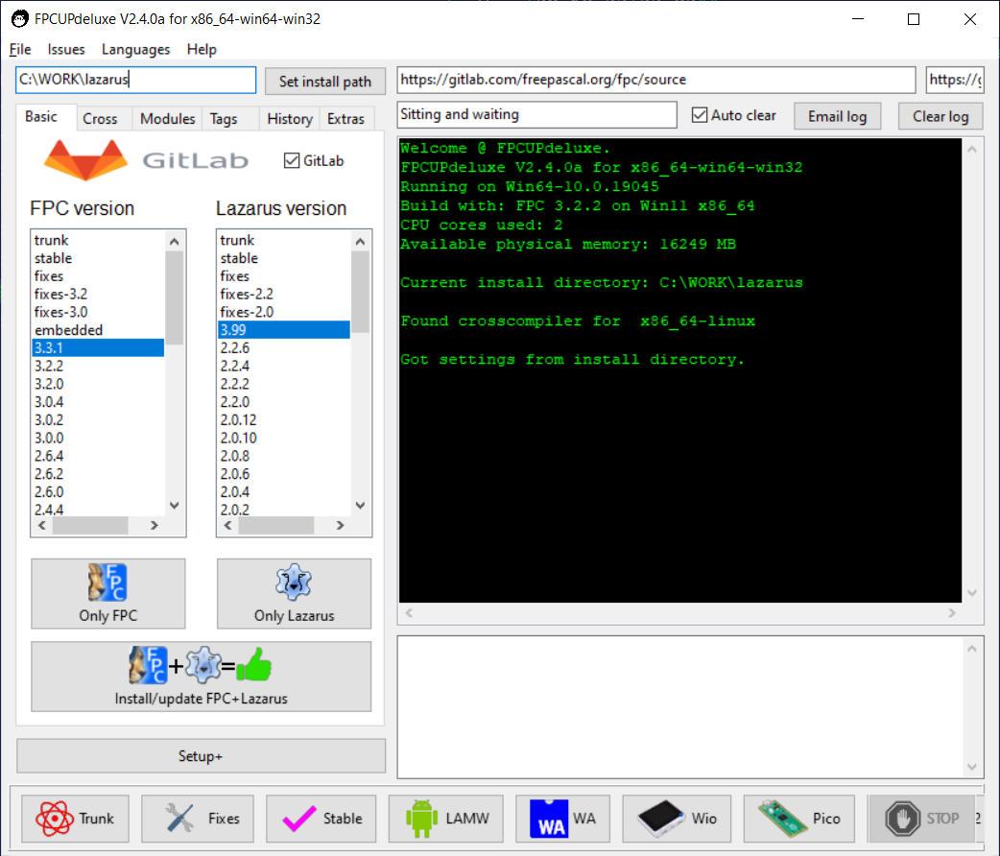 FPCUPdeluxe V2.4.0a for x86_64-win64-win32
File Issues Languages Help
C:\WORK\lazarus
Set install path
https://gitlab.com/freepascal.org/fpc/source
https://g
Basic Cross Modules Tags History Extras
Sitting and waiting
Auto clear
Email log
Clear log
GitLab
GitLab
FPC version
trunk
stable
fixes
fixes-3.2
fixes-3.0
embedded
3.3.1
3.2.2
3.2.0
3.0.4
3.0.2
3.0.0
2.6.4
2.6.2
2.6.0
2.4.4
Lazarus version
trunk
stable
fixes
fixes-2.2
fixes-2.0
3.99
2.2.6
2.2.4
2.2.2
2.2.0
2.0.12
2.0.10
2.0.8
2.0.6
2.0.4
2.0.2
FPC
Only FPC
Only Lazarus
FPC + =
Install/update FPC+Lazarus
Setup+
Welcome @ FPCUPdeluxe.
FPCUPdeluxe V2.4.0a for x86_64-win64-win32
Running on Win64-10.0.19045
Build with: FPC 3.2.2 on Win11 x86_64
CPU cores used: 2
Available physical memory: 16249 MB
Current install directory: C:\WORK\lazarus
Found crosscompiler for  x86_64-linux
Got settings from install directory.
Trunk
Fixes
Stable
LAMW
WA WA
Wio
Pico
STOP
2